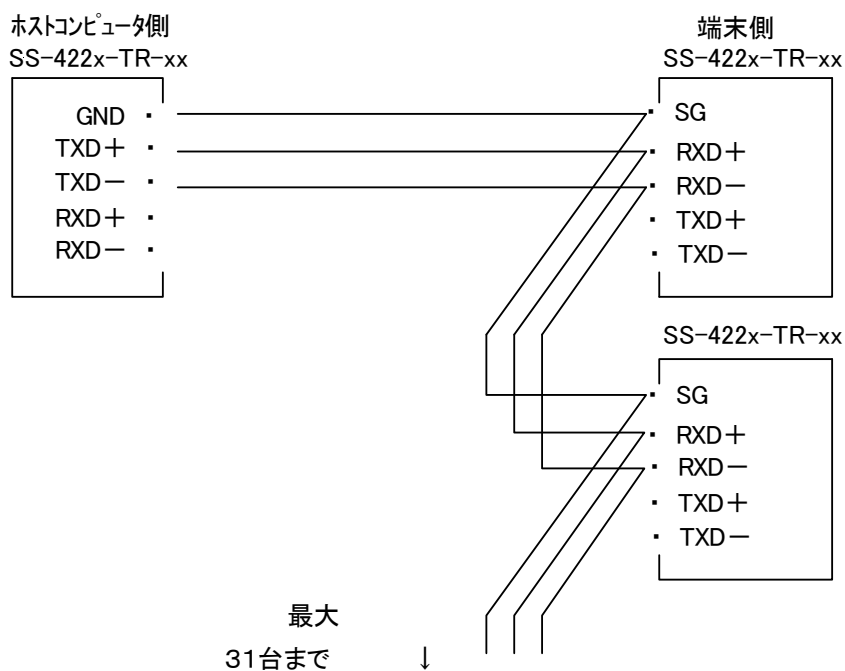 ホストコンピュータ側
SS-422x-TR-xx
GND
TXD＋
TXD－
RXD＋
RXD－
端末側
SS-422x-TR-xx
SG
RXD＋
RXD－
TXD＋
TXD－
SS-422x-TR-xx
SG
RXD＋
RXD－
TXD＋
TXD－
最大
31台まで ↓